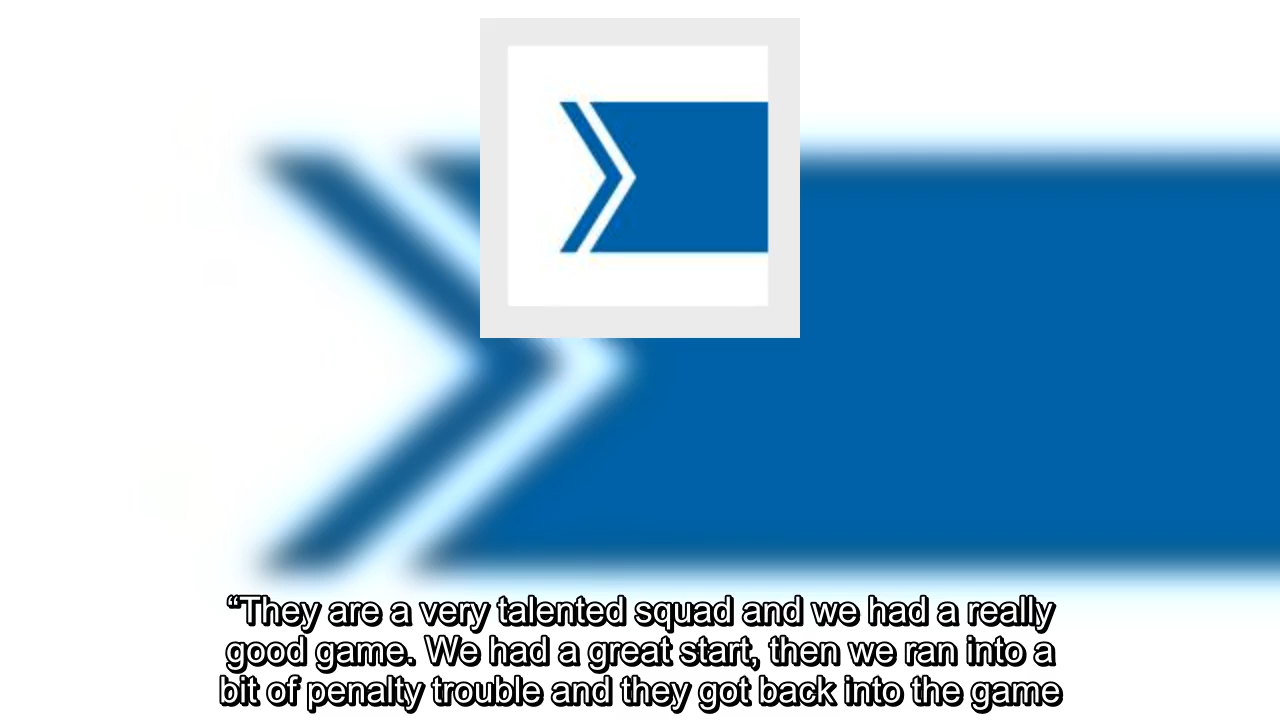 “They are a very talented squad and we had a really
good game. We had a great start, then we ran into a
bit of penalty trouble and they got back into the game